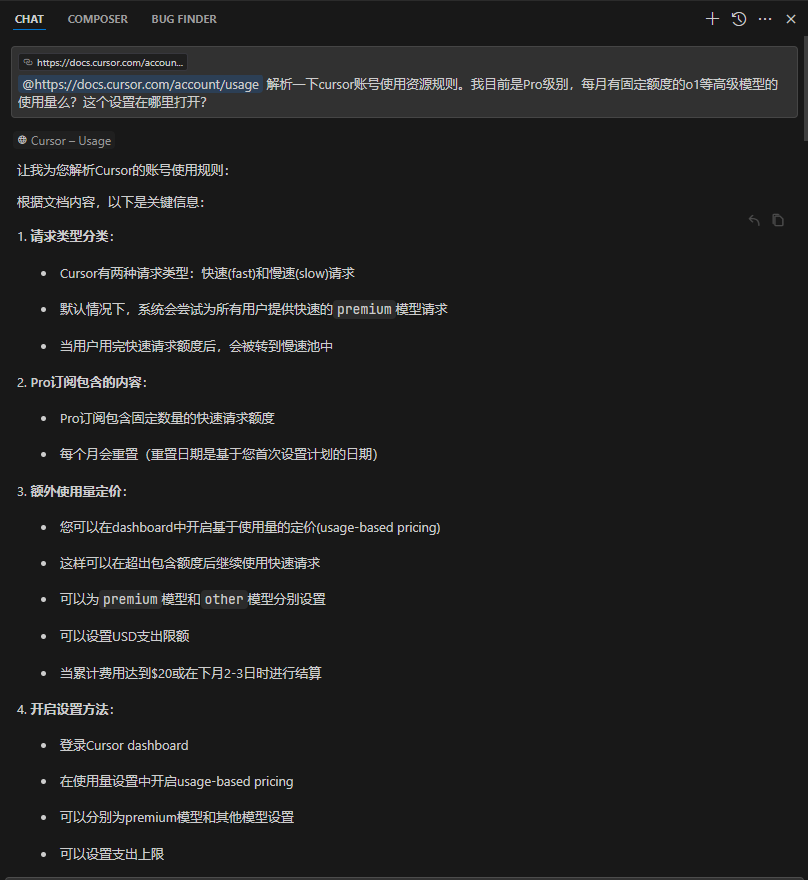 CHAT COMPOSER BUG FINDER
https://docs.cursor.com/accoun...
@https://docs.cursor.com/account/usage 解析一下cursor账号使用资源规则。我目前是Pro级别，每月有固定额度的o1等高级模型的
使用量么？这个设置在哪里打开？
Cursor – Usage
让我为您解析Cursor的账号使用规则：
根据文档内容，以下是关键信息：
1. 请求类型分类：
• Cursor有两种请求类型：快速(fast)和慢速(slow)请求
• 默认情况下，系统会尝试为所有用户提供快速的 premium 模型请求
• 当用户用完快速请求额度后，会被转到慢速池中
2. Pro订阅包含的内容：
• Pro订阅包含固定数量的快速请求额度
• 每个月会重置（重置日期是基于您首次设置计划的日期）
3. 额外使用量定价：
• 您可以在dashboard中开启基于使用量的定价(usage-based pricing)
• 这样可以在超出包含额度后继续使用快速请求
• 可以为 premium 模型和 other 模型分别设置
• 可以设置USD支出限额
• 当累计费用达到$20或在下月2-3日时进行结算
4. 开启设置方法：
• 登录Cursor dashboard
• 在使用量设置中开启usage-based pricing
• 可以分别为premium模型和其他模型设置
• 可以设置支出上限